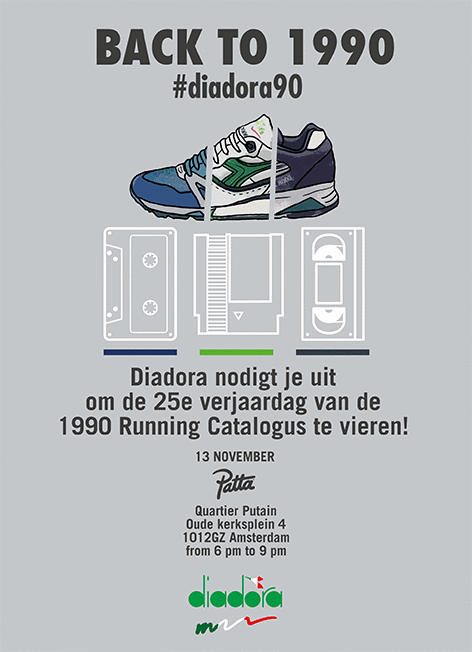 BACK TO 1990
#diadora90
Diadora nodigt je uit
om de 25e verjaardag van de
1990 Running Catalogus te vieren!
13 NOVEMBER
Patta
Quartier Putain
Oude kerksplein 4
1012GZ Amsterdam
from 6 pm to 9 pm
diadora